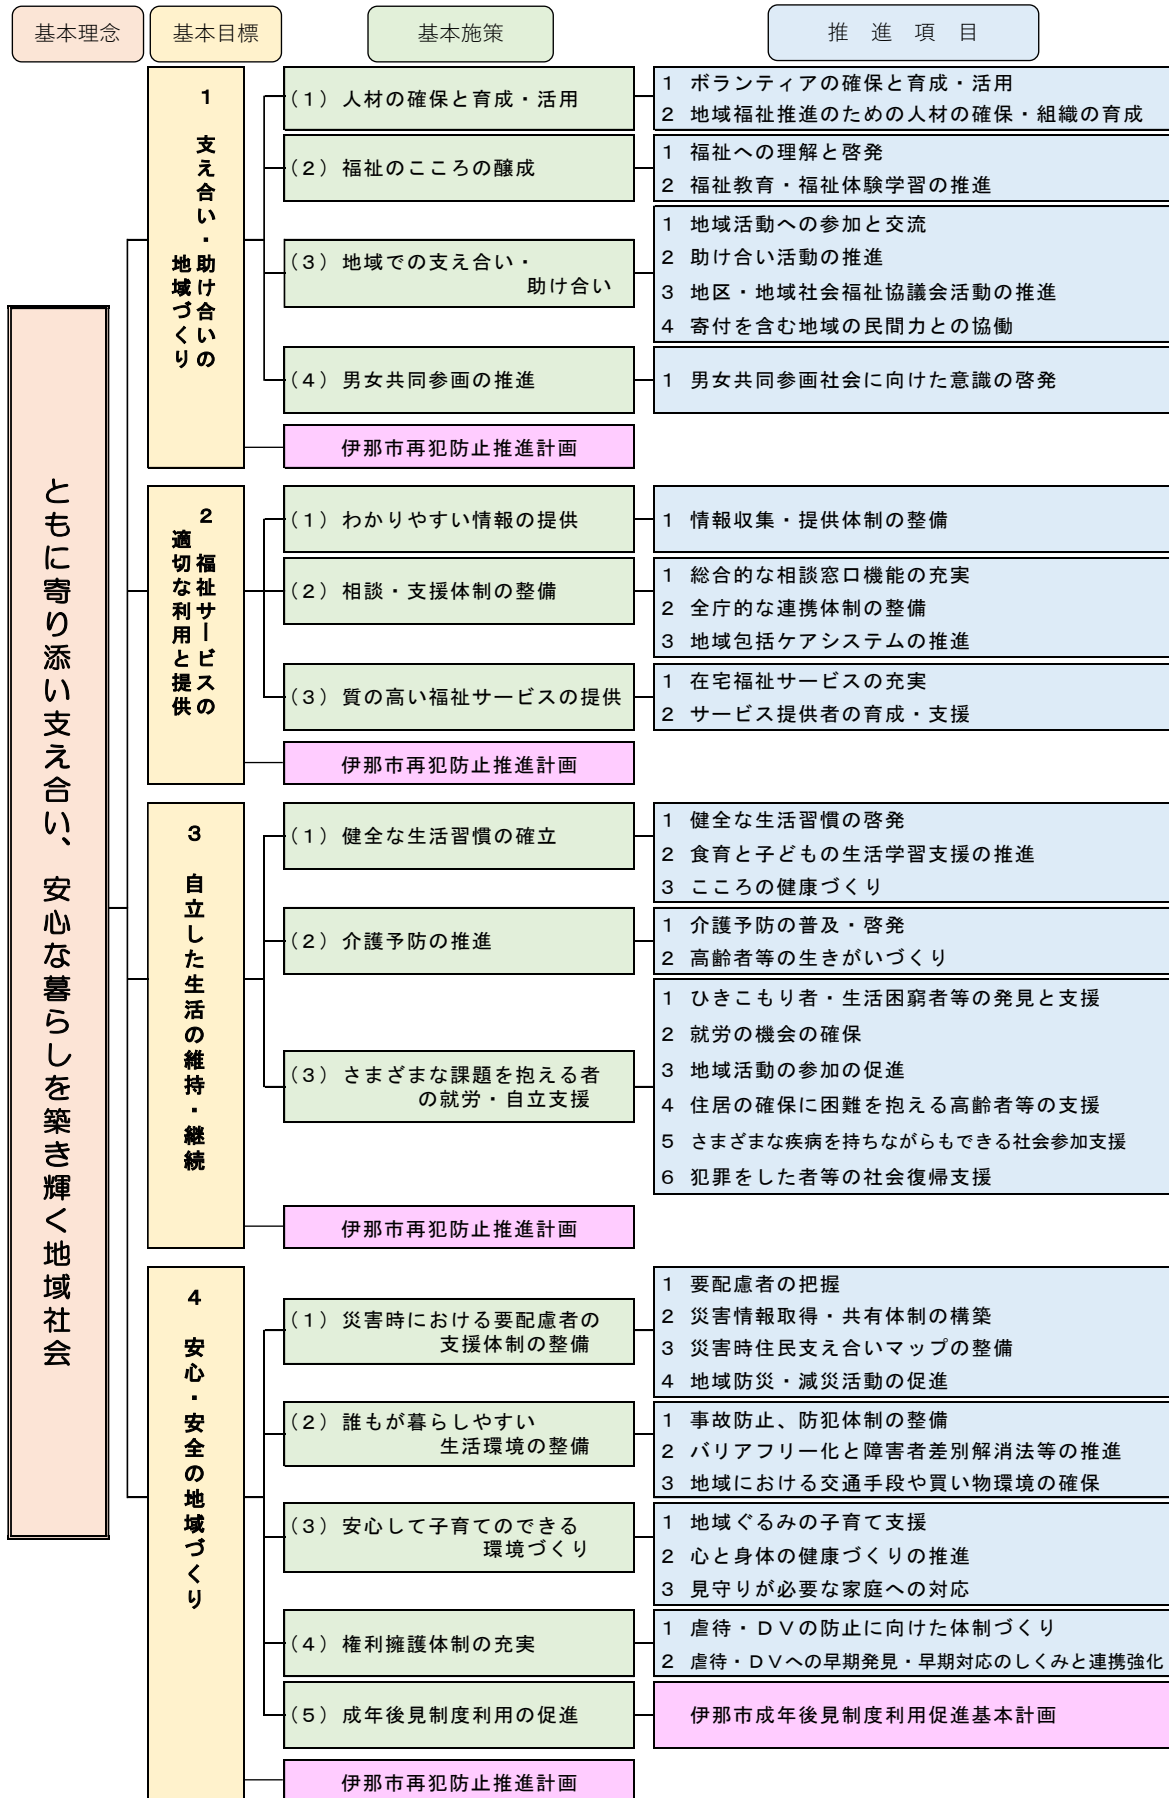 基本理念
基本目標
基本施策
推　進　項　目
ともに寄り添い支え合い、安心な暮らしを築き輝く地域社会
1　支え合い・助け合いの
地域づくり
(1) 人材の確保と育成・活用
1 ボランティアの確保と育成・活用
2 地域福祉推進のための人材の確保・組織の育成
(2) 福祉のこころの醸成
1 福祉への理解と啓発
2 福祉教育・福祉体験学習の推進
(3) 地域での支え合い・
助け合い
1 地域活動への参加と交流
2 助け合い活動の推進
3 地区・地域社会福祉協議会活動の推進
4 寄付を含む地域の民間力との協働
(4) 男女共同参画の推進
1 男女共同参画社会に向けた意識の啓発
伊那市再犯防止推進計画
2　福祉サービスの
適切な利用と提供
(1) わかりやすい情報の提供
1 情報収集・提供体制の整備
(2) 相談・支援体制の整備
1 総合的な相談窓口機能の充実
2 全庁的な連携体制の整備
3 地域包括ケアシステムの推進
(3) 質の高い福祉サービスの提供
1 在宅福祉サービスの充実
2 サービス提供者の育成・支援
伊那市再犯防止推進計画
3　自立した生活の維持・継続
(1) 健全な生活習慣の確立
1 健全な生活習慣の啓発
2 食育と子どもの生活学習支援の推進
3 こころの健康づくり
(2) 介護予防の推進
1 介護予防の普及・啓発
2 高齢者等の生きがいづくり
(3) さまざまな課題を抱える者
の就労・自立支援
1 ひきこもり者・生活困窮者等の発見と支援
2 就労の機会の確保
3 地域活動の参加の促進
4 住居の確保に困難を抱える高齢者等の支援
5 さまざまな疾病を持ちながらもできる社会参加支援
6 犯罪をした者等の社会復帰支援
伊那市再犯防止推進計画
4　安心・安全の地域づくり
(1) 災害時における要配慮者の
支援体制の整備
1 要配慮者の把握
2 災害情報取得・共有体制の構築
3 災害時住民支え合いマップの整備
4 地域防災・減災活動の促進
(2) 誰もが暮らしやすい
生活環境の整備
1 事故防止、防犯体制の整備
2 バリアフリー化と障害者差別解消法等の推進
3 地域における交通手段や買い物環境の確保
(3) 安心して子育てのできる
環境づくり
1 地域ぐるみの子育て支援
2 心と身体の健康づくりの推進
3 見守りが必要な家庭への対応
(4) 権利擁護体制の充実
1 虐待・ＤＶの防止に向けた体制づくり
2 虐待・ＤＶへの早期発見・早期対応のしくみと連携強化
(5) 成年後見制度利用の促進
伊那市成年後見制度利用促進基本計画
伊那市再犯防止推進計画